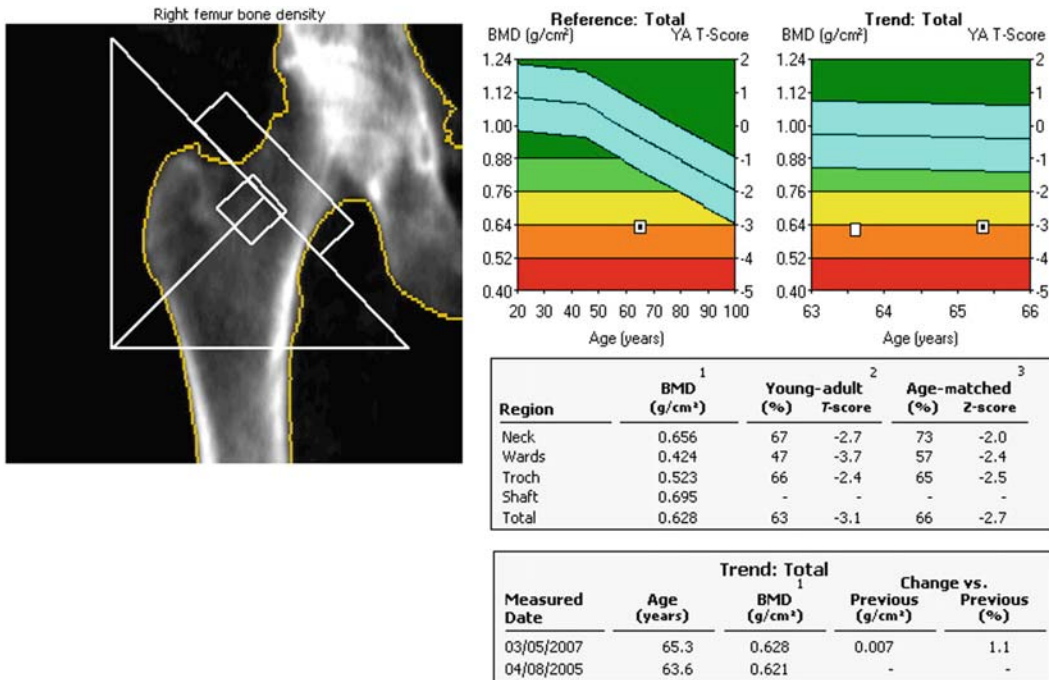 Right femur bone density
Reference: Total
BMD (g/cm²) YA T-Score
1.24 2
1.12 1
1.00 0
0.88 -1
0.76 -2
0.64 -3
0.52 -4
0.40 -5
20 30 40 50 60 70 80 90 100
Age (years)
Trend: Total
BMD (g/cm²) YA T-Score
1.24 2
1.12 1
1.00 0
0.88 -1
0.76 -2
0.64 -3
0.52 -4
0.40 -5
63 64 65 66
Age (years)
1 2 3
BMD Young-adult Age-matched
Region (g/cm²) (%) T-score (%) Z-score
Neck 0.656 67 -2.7 73 -2.0
Wards 0.424 47 -3.7 57 -2.4
Troch 0.523 66 -2.4 65 -2.5
Shaft 0.695 - - - -
Total 0.628 63 -3.1 66 -2.7
Trend: Total
1 Change vs.
Measured Age BMD Previous Previous
Date (years) (g/cm²) (g/cm²) (%)
03/05/2007 65.3 0.628 0.007 1.1
04/08/2005 63.6 0.621 - -